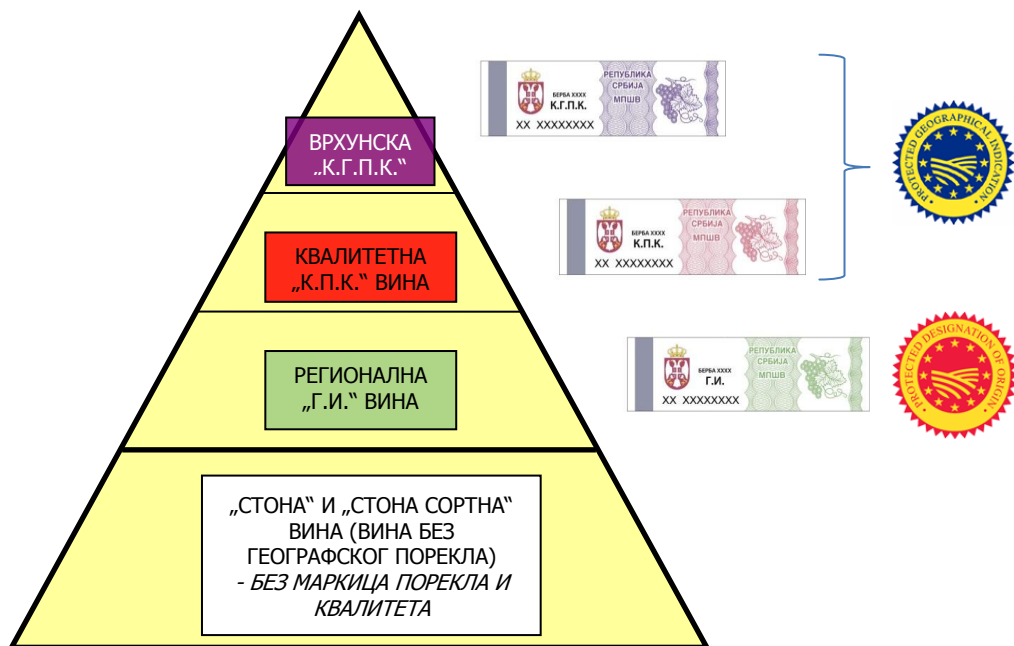 ВРХУНСКА
„К.Г.П.К.“
КВАЛИТЕТНА
„К.П.К.“ ВИНА
РЕГИОНАЛНА
„Г.И.“ ВИНА
„СТОНА“ И „СТОНА СОРТНА“
ВИНА (ВИНА БЕЗ
ГЕОГРАФСКОГ ПОРЕКЛА)
- БЕЗ МАРКИЦА ПОРЕКЛА И
КВАЛИТЕТА
БЕРБА XXXX
К.Г.П.К.
XX XXXXXXXX
РЕПУБЛИКА
СРБИЈА
МПШВ
БЕРБА XXXX
К.П.К.
XX XXXXXXXX
РЕПУБЛИКА
СРБИЈА
МПШВ
БЕРБА XXXX
Г.И.
XX XXXXXXXX
РЕПУБЛИКА
СРБИЈА
МПШВ
PROTECTED GEOGRAPHICAL INDICATION
PROTECTED DESIGNATION OF ORIGIN